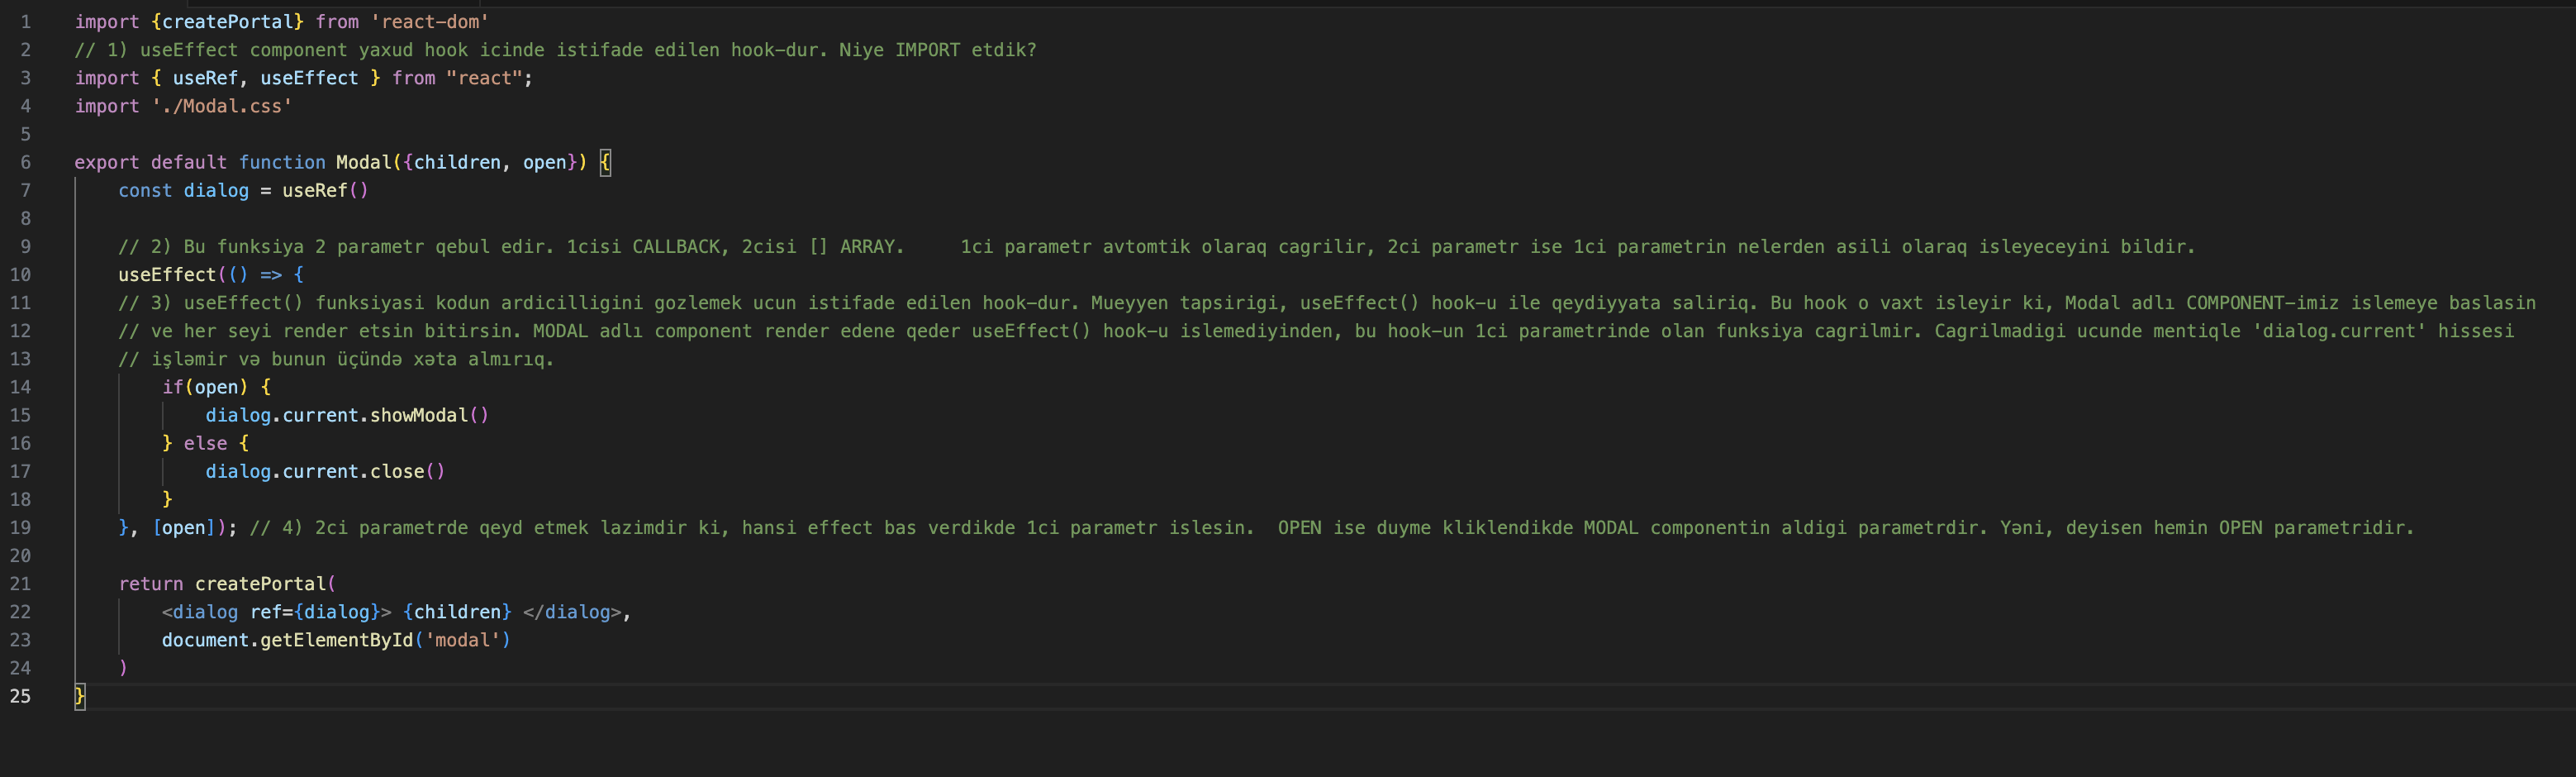 1 import {createPortal} from 'react-dom'
2 // 1) useEffect component yaxud hook icinde istifade edilen hook-dur. Niye IMPORT etdik?
3 import { useRef, useEffect } from "react";
4 import './Modal.css'
5
6 export default function Modal({children, open}) {
7 const dialog = useRef()
8
9 // 2) Bu funksiya 2 parametr qebul edir. 1cisi CALLBACK, 2cisi [] ARRAY. 1ci parametr avtomtik olaraq cagrilir, 2ci parametr ise 1ci parametrin nelerden asili olaraq isleyeceyini bildir.
10 useEffect(() => {
11 // 3) useEffect() funksiyasi kodun ardicilligini gozlemek ucun istifade edilen hook-dur. Mueyyen tapsirigi, useEffect() hook-u ile qeydiyyata saliriq. Bu hook o vaxt isleyir ki, Modal adlı COMPONENT-imiz islemeye baslasin
12 // ve her seyi render etsin bitirsin. MODAL adlı component render edene qeder useEffect() hook-u islemediyinden, bu hook-un 1ci parametrinde olan funksiya cagrilmir. Cagrilmadigi ucunde mentiqle 'dialog.current' hissesi
13 // işləmir və bunun üçündə xəta almırıq.
14 if(open) {
15 dialog.current.showModal()
16 } else {
17 dialog.current.close()
18 }
19 }, [open]); // 4) 2ci parametrde qeyd etmek lazimdir ki, hansi effect bas verdikde 1ci parametr islesin. OPEN ise duyme kliklendikde MODAL componentin aldigi parametrdir. Yəni, deyisen hemin OPEN parametridir.
20
21 return createPortal(
22 <dialog ref={dialog}> {children} </dialog>,
23 document.getElementById('modal')
24 )
25 }